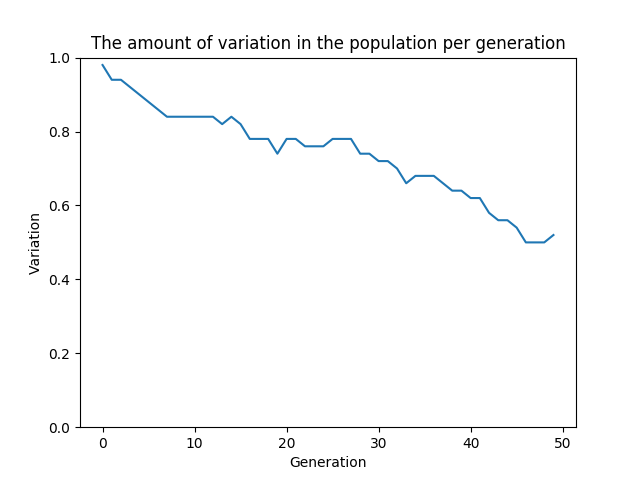 The amount of variation in the population per generation
1.0
0.8
0.6
0.4
0.2
0.0
Variation
0 10 20 30 40 50
Generation